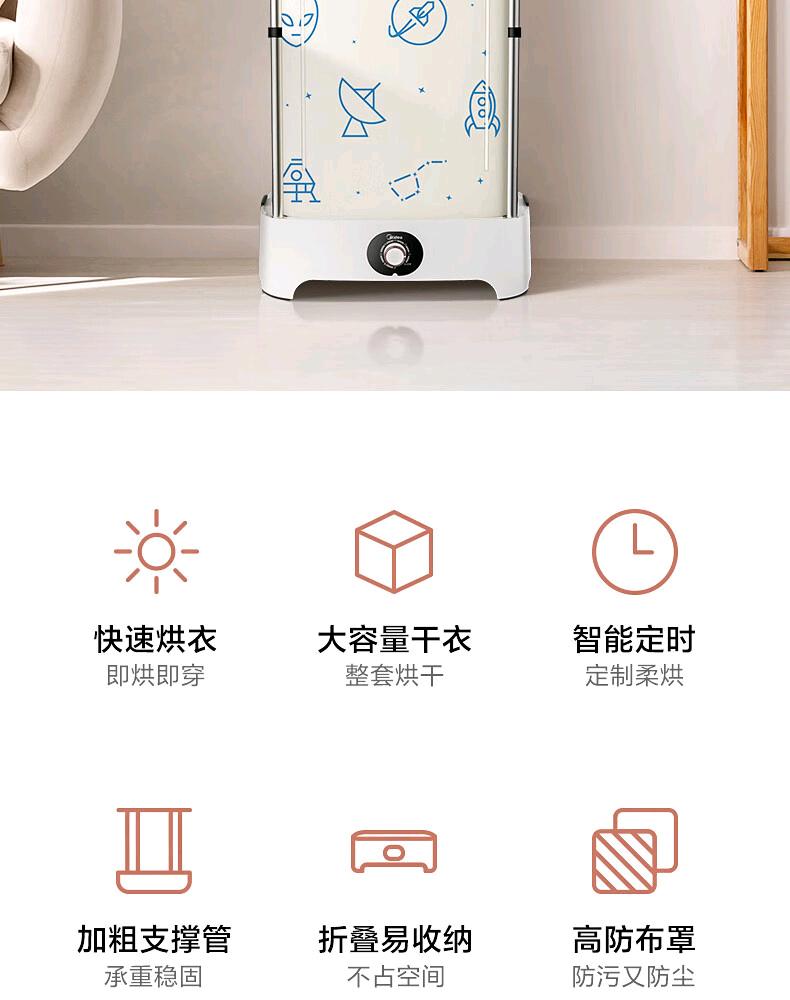 Midea
快速烘衣
即烘即穿
大容量干衣
整套烘干
智能定时
定制柔烘
加粗支撑管
承重稳固
折叠易收纳
不占空间
高防布罩
防污又防尘